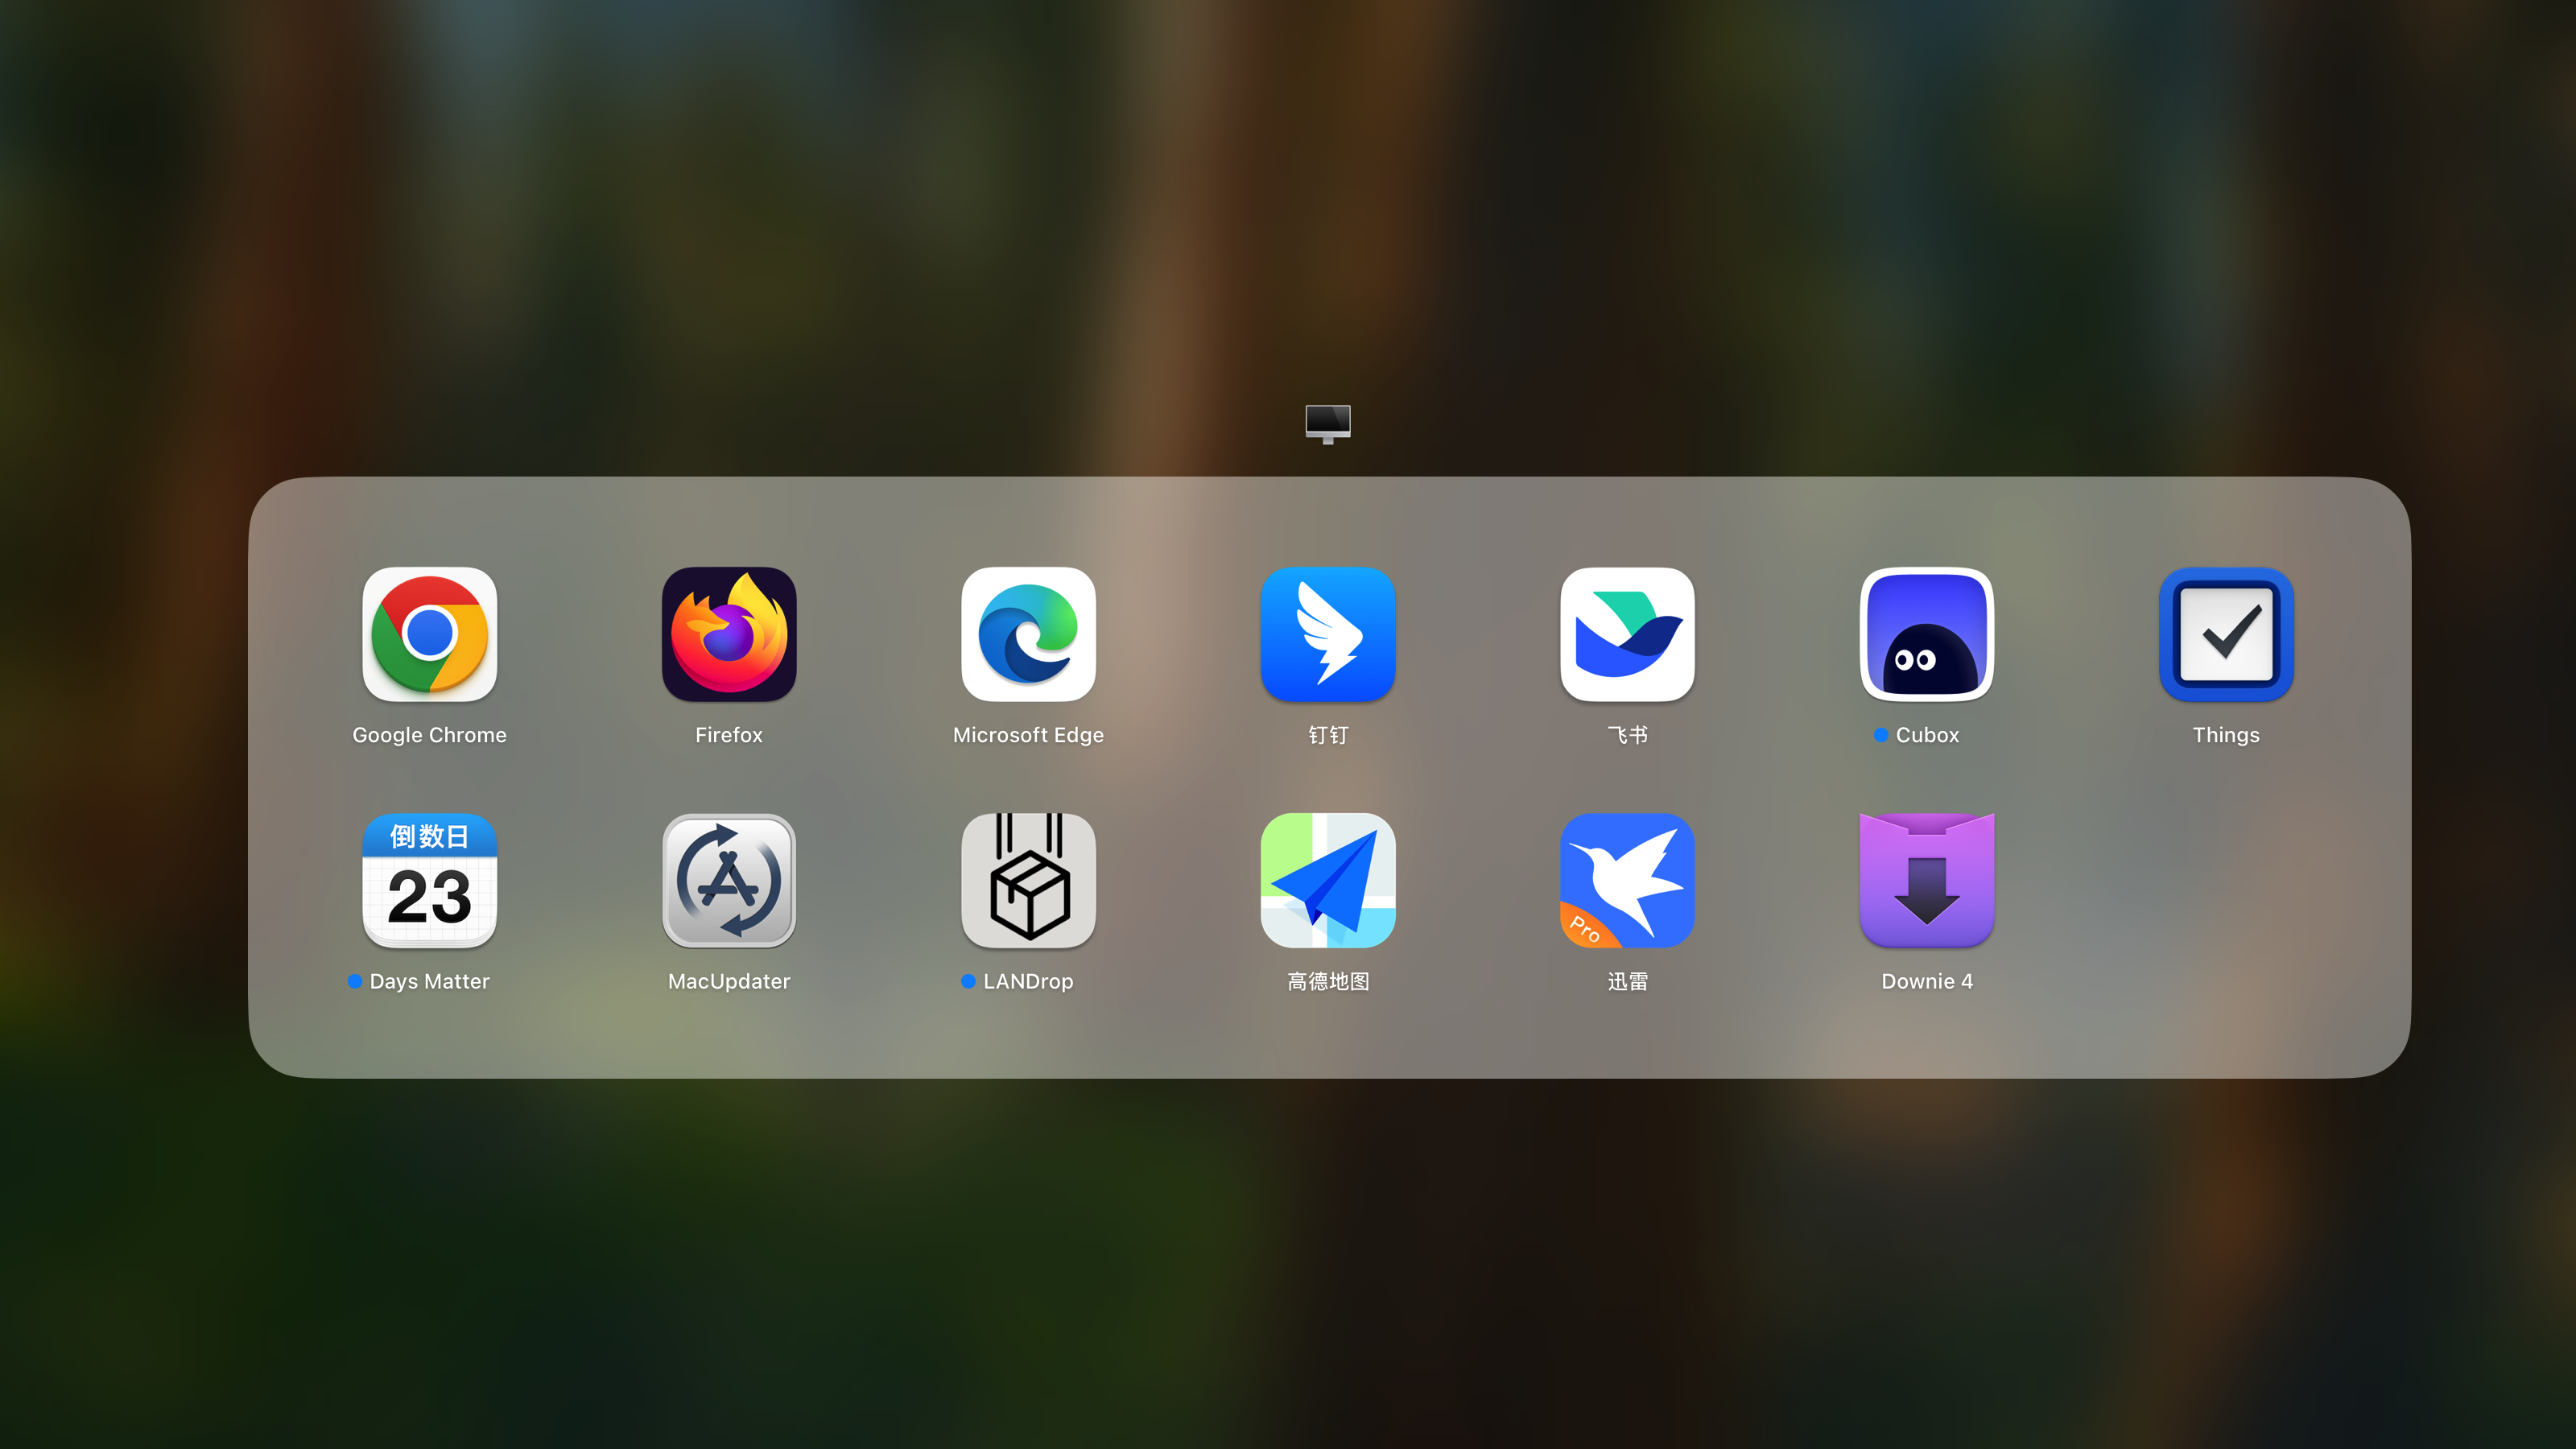 Google Chrome
Firefox
Microsoft Edge
钉钉
飞书
Cubox
Things
倒数日
23
Pro
Days Matter
MacUpdater
LANDrop
高德地图
迅雷
Downie 4